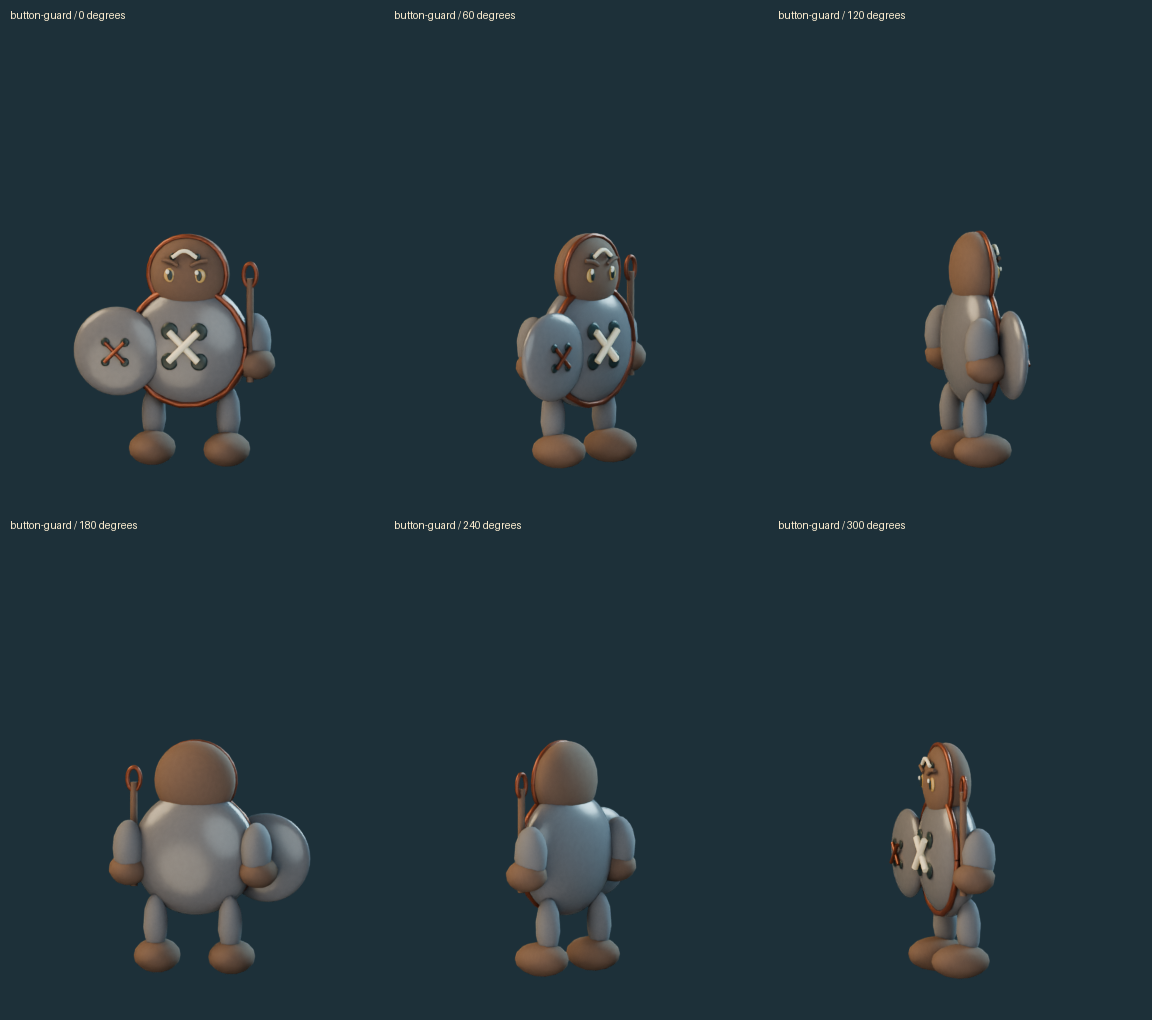 button-guard / 0 degrees
button-guard / 60 degrees
button-guard / 120 degrees
button-guard / 180 degrees
button-guard / 240 degrees
button-guard / 300 degrees